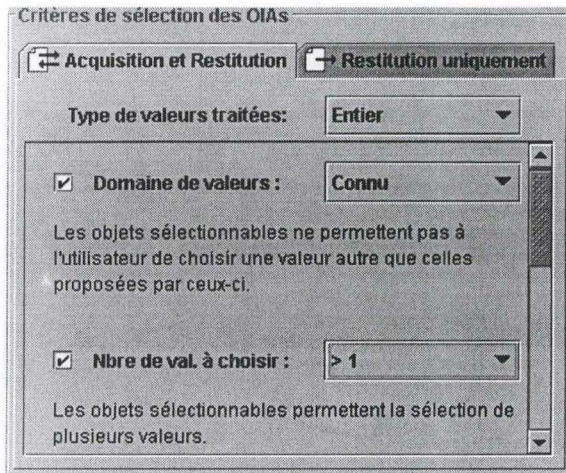 Critères de sélection des OIAs
Acquisition et Restitution Restitution uniquement
Type de valeurs traitées: Entier
Domaine de valeurs : Connu
Les objets sélectionnables ne permettent pas à
l'utilisateur de choisir une valeur autre que celles
proposées par ceux-ci.
Nbre de val. à choisir : > 1
Les objets sélectionnables permettent la sélection de
plusieurs valeurs.